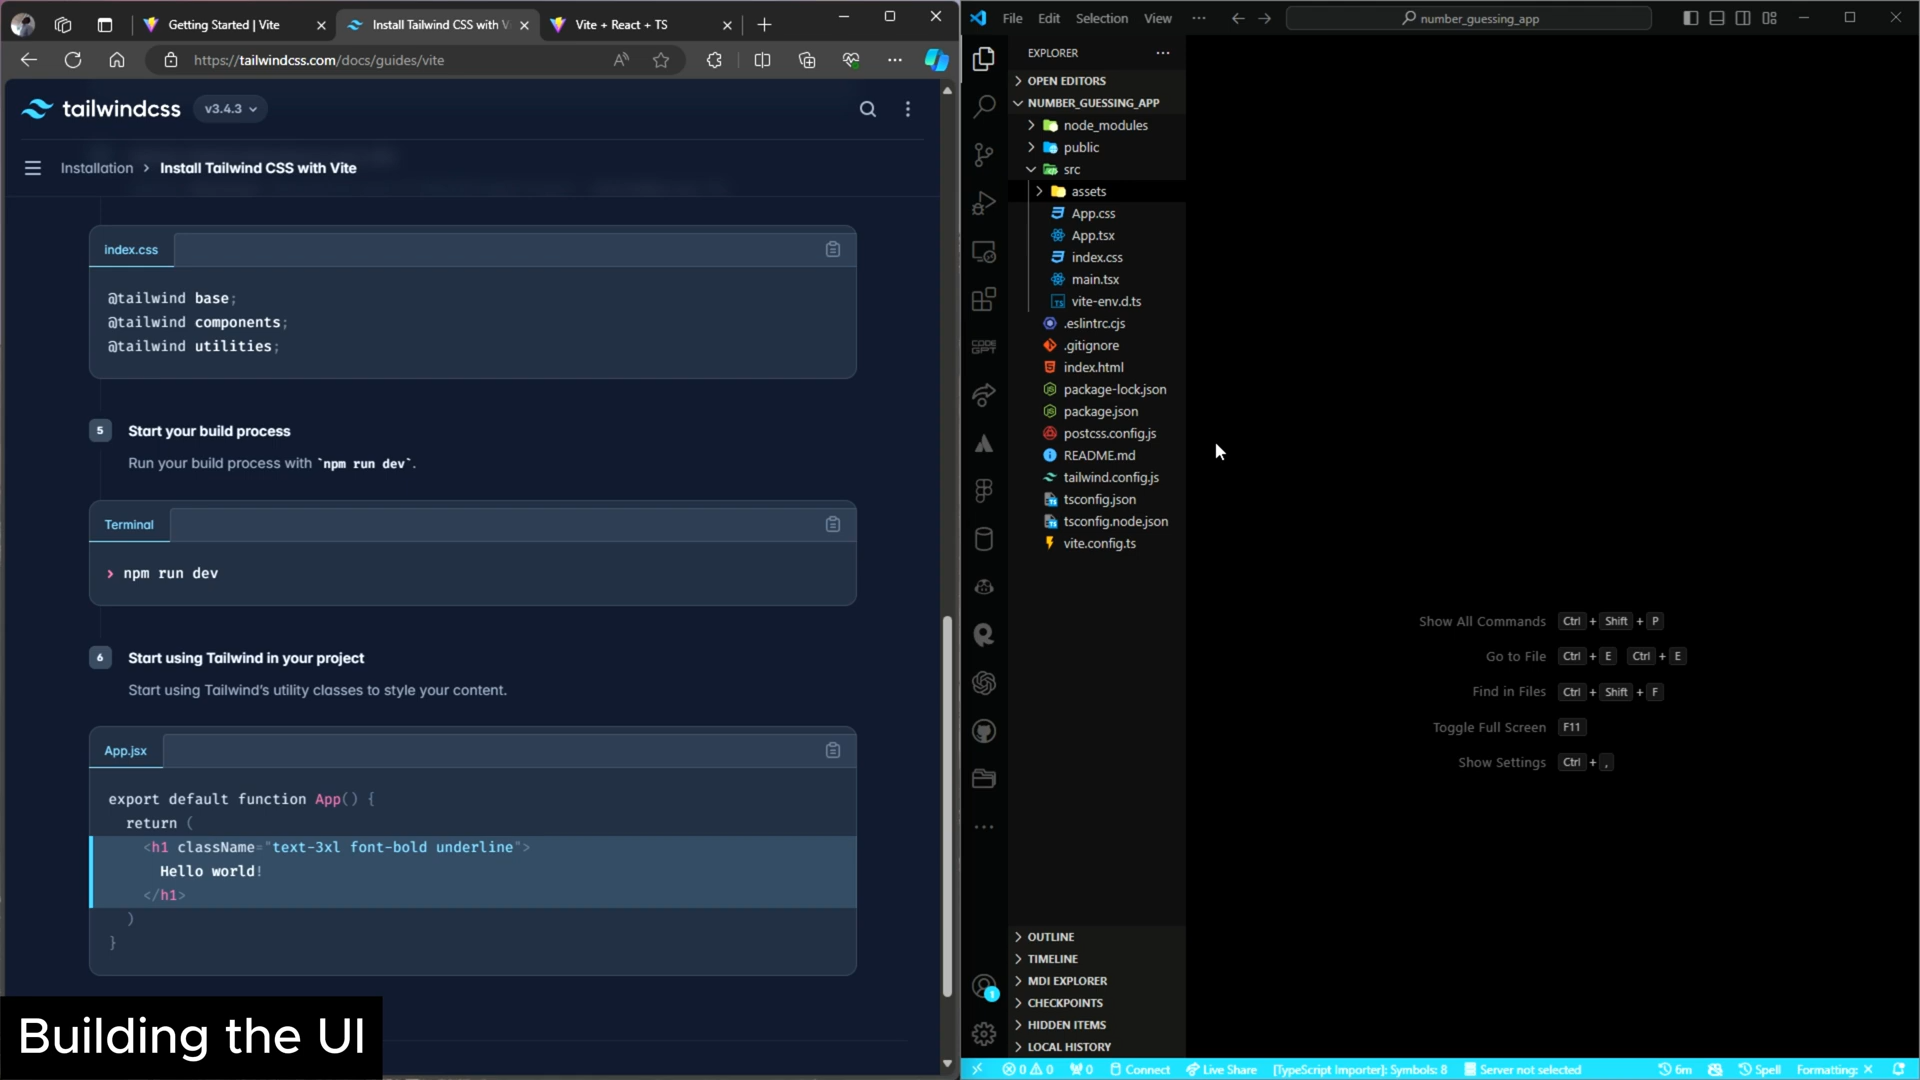 Getting Started | Vite
Install Tailwind CSS with V
Vite + React + TS
https://tailwindcss.com/docs/guides/vite
tailwindcss
v3.4.3
Installation > Install Tailwind CSS with Vite
index.css
@tailwind base;
@tailwind components;
@tailwind utilities;
5 Start your build process
Run your build process with `npm run dev`.
Terminal
> npm run dev
6 Start using Tailwind in your project
Start using Tailwind's utility classes to style your content.
App.jsx
export default function App() {
return (
<h1 className="text-3xl font-bold underline">
Hello world!
</h1>
)
}
Building the UI
File Edit Selection View
number_guessing_app
EXPLORER
OPEN EDITORS
NUMBER_GUESSING_APP
node_modules
public
src
assets
App.css
App.tsx
index.css
main.tsx
TS vite-env.d.ts
.eslintrc.cjs
.gitignore
index.html
package-lock.json
package.json
postcss.config.js
README.md
tailwind.config.js
tsconfig.json
tsconfig.node.json
vite.config.ts
CODE
GPT
Show All Commands Ctrl + Shift + P
Go to File Ctrl + E Ctrl + E
Find in Files Ctrl + Shift + F
Toggle Full Screen F11
Show Settings Ctrl + ,
OUTLINE
TIMELINE
MDI EXPLORER
CHECKPOINTS
HIDDEN ITEMS
LOCAL HISTORY
1
0 0 0 Connect Live Share [TypeScript Importer]: Symbols: 8 Server not selected 6m Spell Formatting: ×